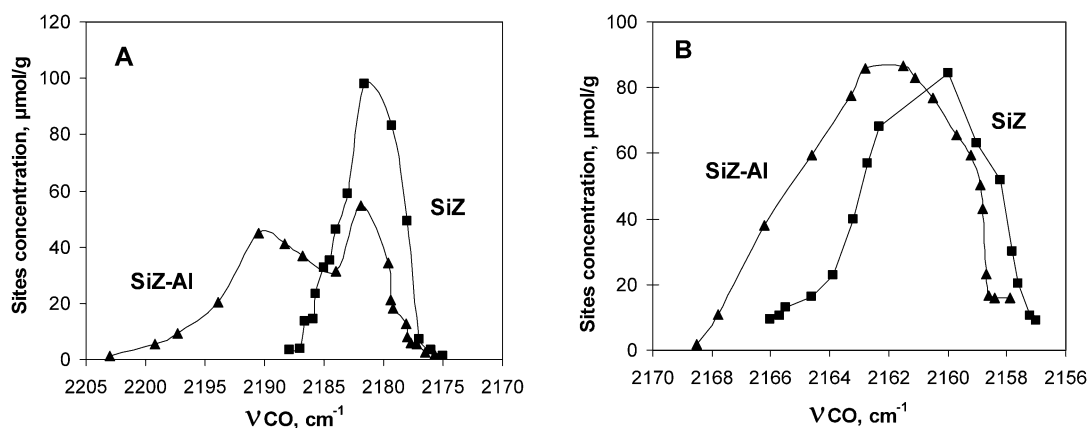 A
Sites concentration, µmol/g
120
100
80
60
40
20
0
SiZ
SiZ-Al
2205 2200 2195 2190 2185 2180 2175 2170
νCO, cm⁻¹
B
Sites concentration, µmol/g
100
80
60
40
20
0
SiZ
SiZ-Al
2170 2168 2166 2164 2162 2160 2158 2156
νCO, cm⁻¹